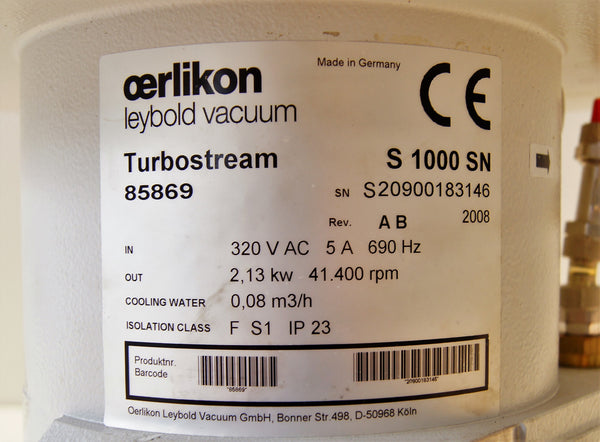 œrlikon
leybold vacuum
Made in Germany
CE
Turbostream S 1000 SN
85869 SN S20900183146
Rev. A B 2008
IN 320 V AC 5 A 690 Hz
OUT 2,13 kw 41.400 rpm
COOLING WATER 0,08 m3/h
ISOLATION CLASS F S1 IP 23
Produktnr.
Barcode
"85869" "20900183146"
Oerlikon Leybold Vacuum GmbH, Bonner Str.498, D-50968 Köln